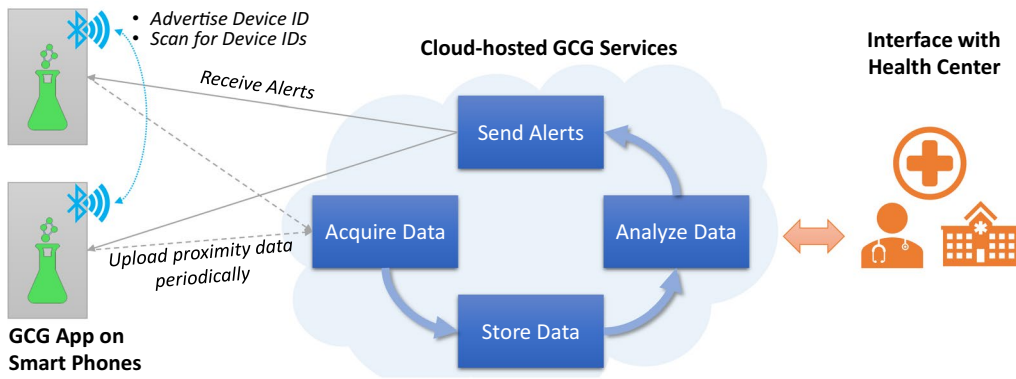 • Advertise Device ID
• Scan for Device IDs
Cloud-hosted GCG Services
Interface with
Health Center
Receive Alerts
Send Alerts
Acquire Data
Analyze Data
Upload proximity data
periodically
Store Data
GCG App on
Smart Phones